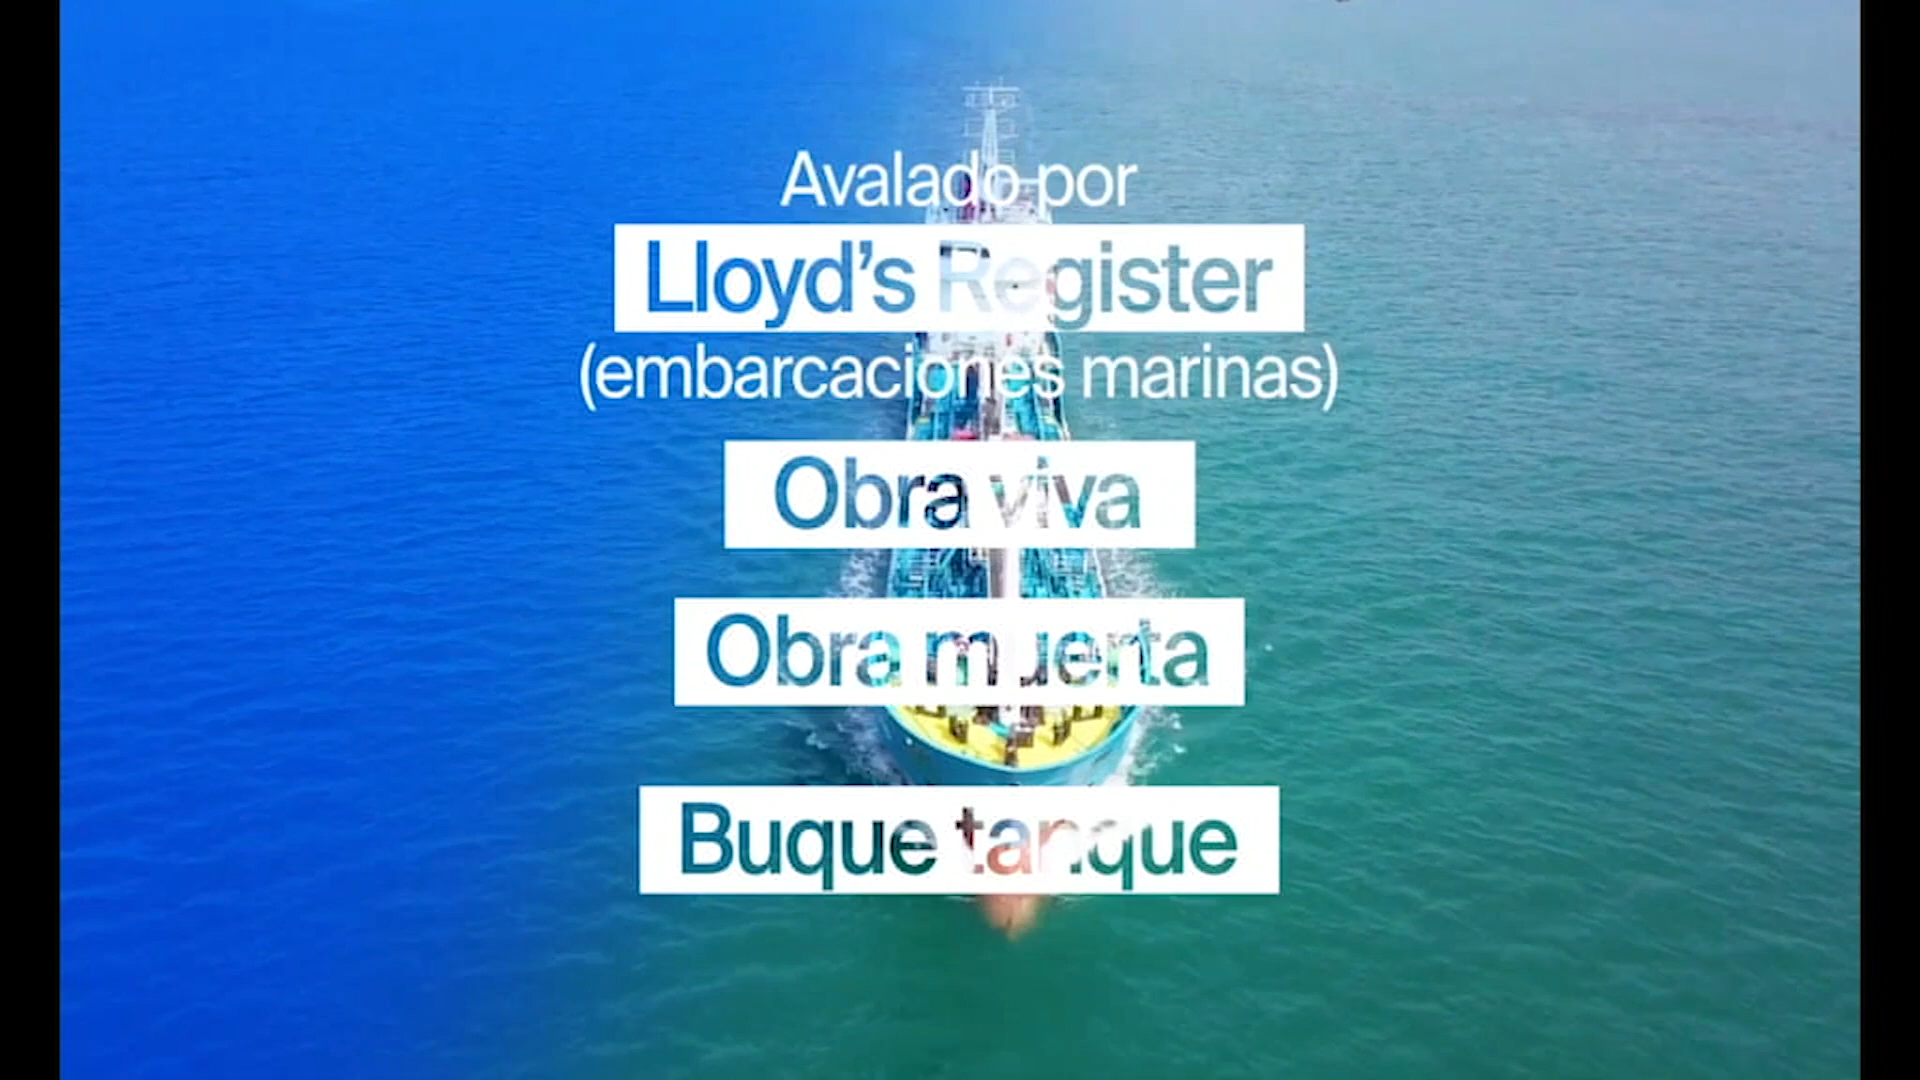 Avalado por
Lloyd’s Register
(embarcaciones marinas)
Obra viva
Obra muerta
Buque tanque